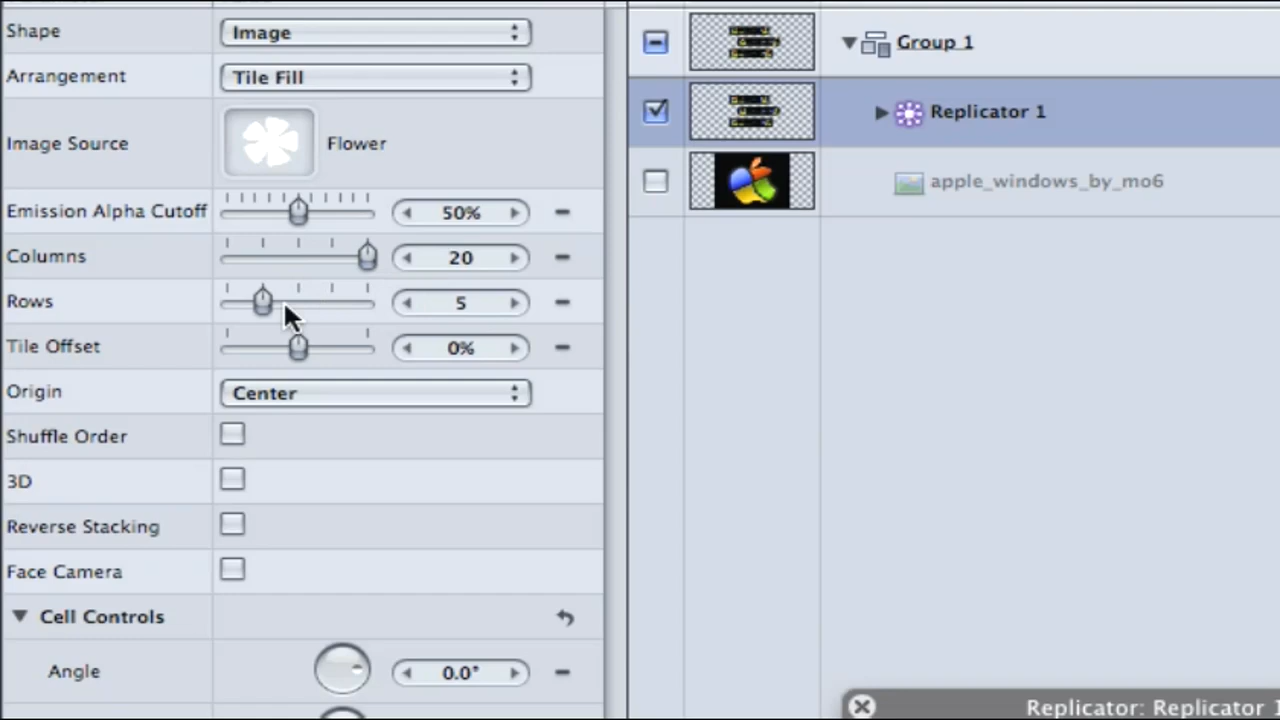 Shape
Image
Arrangement
Tile Fill
Image Source
Flower
Emission Alpha Cutoff
50%
Columns
20
Rows
5
Tile Offset
0%
Origin
Center
Shuffle Order
3D
Reverse Stacking
Face Camera
Cell Controls
Angle
0.0°
Group 1
Replicator 1
apple_windows_by_mo6
Replicator: Replicator 1